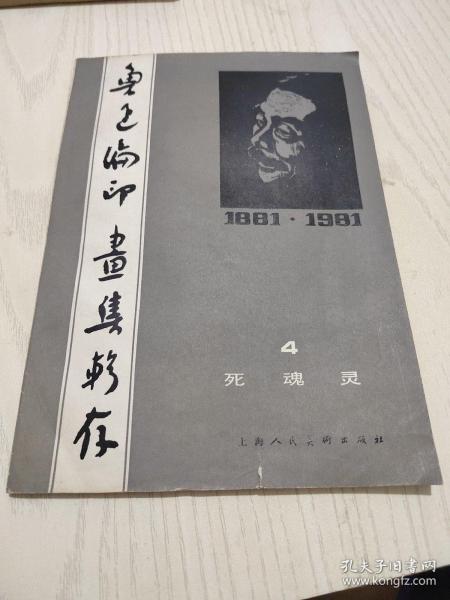 鲁迅编印画集辑存
1881·1981
4
死魂灵
上海人民美術出版社
孔夫子旧书网
www.kongfz.com